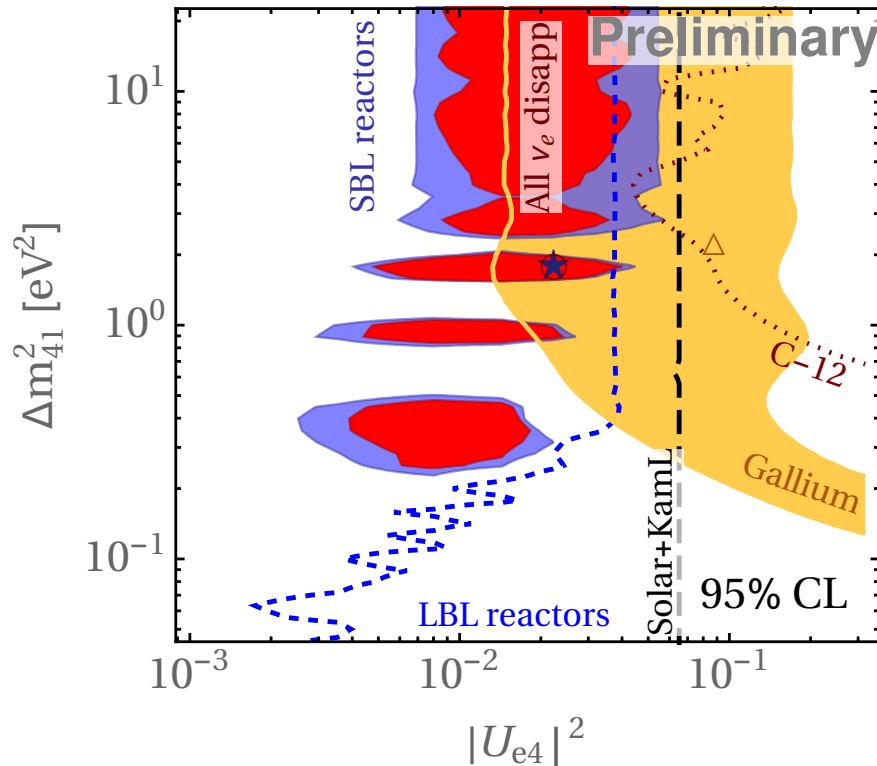 Preliminary
SBL reactors
All νe disapp
C−12
Gallium
Solar+KamL
LBL reactors
95% CL
Δm²₄₁ [eV²]
10¹
10⁰
10⁻¹
10⁻³
10⁻²
10⁻¹
|Ue4|²